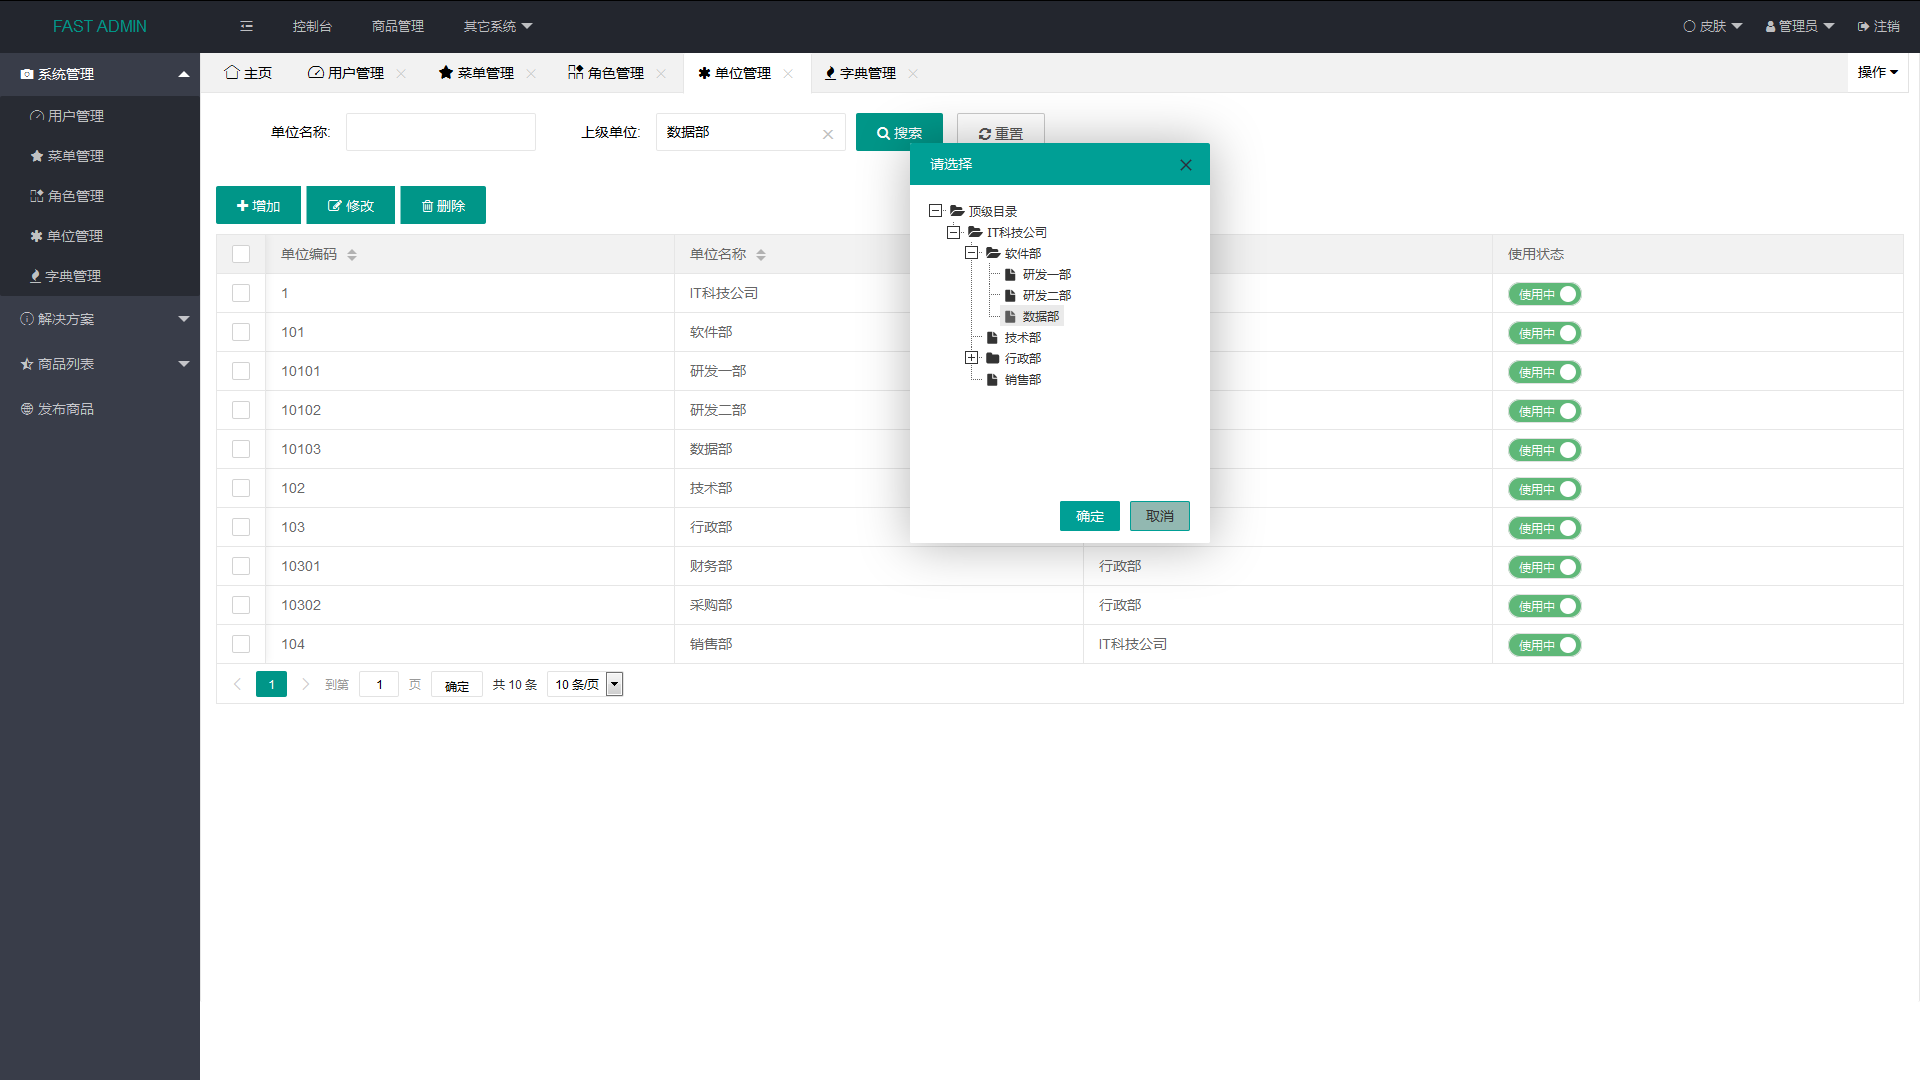 FAST ADMIN 控制台 商品管理 其它系统 皮肤 管理员 注销
系统管理
用户管理
菜单管理
角色管理
单位管理
字典管理
解决方案
商品列表
发布商品
主页 用户管理 菜单管理 角色管理 单位管理 字典管理 操作
单位名称: 上级单位: 数据部 搜索 重置
增加 修改 删除
单位编码 单位名称 使用状态
1 IT科技公司 使用中
101 软件部 使用中
10101 研发一部 使用中
10102 研发二部 使用中
10103 数据部 使用中
102 技术部 使用中
103 行政部 使用中
10301 财务部 行政部 使用中
10302 采购部 行政部 使用中
104 销售部 IT科技公司 使用中
1 到第 1 页 确定 共 10 条 10 条/页
请选择
顶级目录
IT科技公司
软件部
研发一部
研发二部
数据部
技术部
行政部
销售部
确定 取消